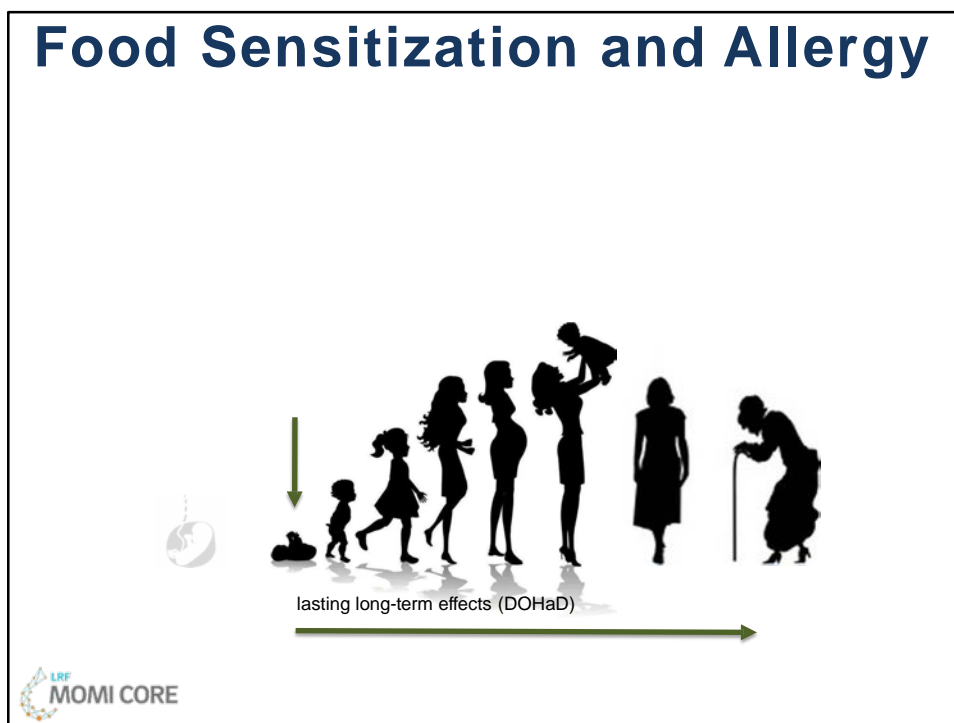 Food Sensitization and Allergy
lasting long-term effects (DOHaD)
LRF
MOMI CORE